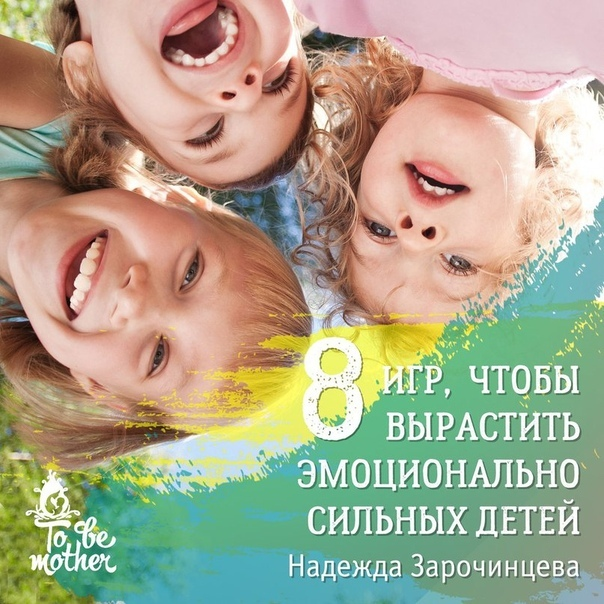 8 ИГР, ЧТОБЫ
ВЫРАСТИТЬ
ЭМОЦИОНАЛЬНО
СИЛЬНЫХ ДЕТЕЙ
Надежда Зарочинцева
To be
mother